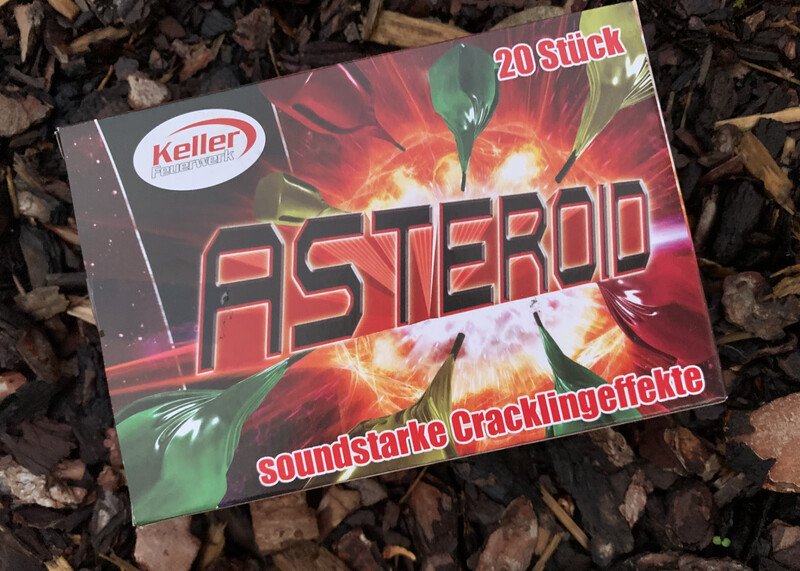 20 Stück
Keller
Feuerwerk
ASTEROID
soundstarke Cracklingeffekte